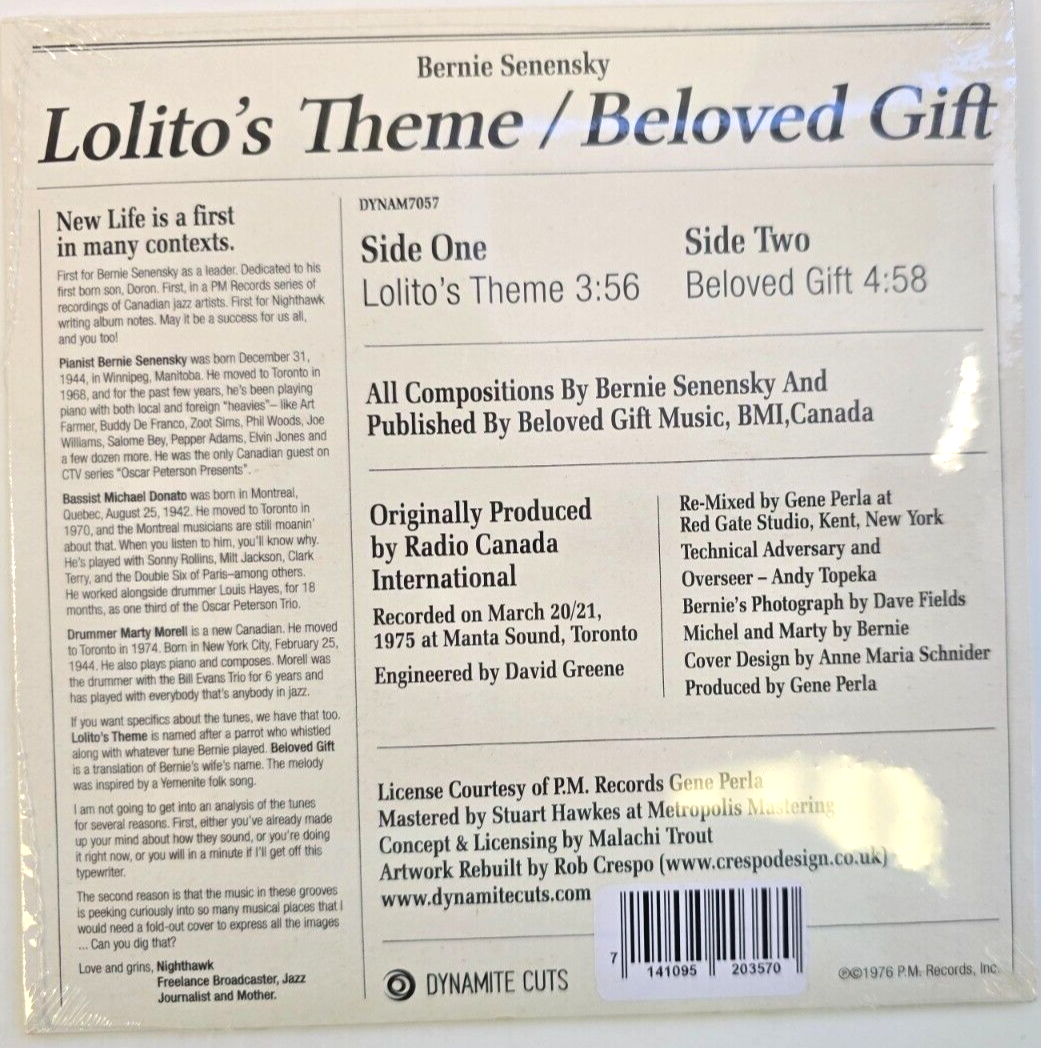 Bernie Senensky
Lolito's Theme / Beloved Gift
New Life is a first
in many contexts.
First for Bernie Senensky as a leader. Dedicated to his
first born son, Doron. First, in a PM Records series of
recordings of Canadian jazz artists. First for Nighthawk
writing album notes. May it be a success for us all,
and you too!
Pianist Bernie Senensky was born December 31,
1944, in Winnipeg, Manitoba. He moved to Toronto in
1968, and for the past few years, he's been playing
piano with both local and foreign "heavies"– like Art
Farmer, Buddy De Franco, Zoot Sims, Phil Woods, Joe
Williams, Salome Bey, Pepper Adams, Elvin Jones and
a few dozen more. He was the only Canadian guest on
CTV series "Oscar Peterson Presents".
Bassist Michael Donato was born in Montreal,
Quebec, August 25, 1942. He moved to Toronto in
1970, and the Montreal musicians are still moanin'
about that. When you listen to him, you'll know why.
He's played with Sonny Rollins, Milt Jackson, Clark
Terry, and the Double Six of Paris–among others.
He worked alongside drummer Louis Hayes, for 18
months, as one third of the Oscar Peterson Trio.
Drummer Marty Morell is a new Canadian. He moved
to Toronto in 1974. Born in New York City, February 25,
1944. He also plays piano and composes. Morell was
the drummer with the Bill Evans Trio for 6 years and
has played with everybody that's anybody in jazz.
If you want specifics about the tunes, we have that too.
Lolito's Theme is named after a parrot who whistled
along with whatever tune Bernie played. Beloved Gift
is a translation of Bernie's wife's name. The melody
was inspired by a Yemenite folk song.
I am not going to get into an analysis of the tunes
for several reasons. First, either you've already made
up your mind about how they sound, or you're doing
it right now, or you will in a minute if I'll get off this
typewriter.
The second reason is that the music in these grooves
is peeking curiously into so many musical places that I
would need a fold-out cover to express all the images
... Can you dig that?
Love and grins, Nighthawk
Freelance Broadcaster, Jazz
Journalist and Mother.
DYNAM7057
Side One
Lolito's Theme 3:56
Side Two
Beloved Gift 4:58
All Compositions By Bernie Senensky And
Published By Beloved Gift Music, BMI,Canada
Originally Produced
by Radio Canada
International
Recorded on March 20/21,
1975 at Manta Sound, Toronto
Engineered by David Greene
Re-Mixed by Gene Perla at
Red Gate Studio, Kent, New York
Technical Adversary and
Overseer – Andy Topeka
Bernie's Photograph by Dave Fields
Michel and Marty by Bernie
Cover Design by Anne Maria Schnider
Produced by Gene Perla
License Courtesy of P.M. Records Gene Perla
Mastered by Stuart Hawkes at Metropolis Mastering
Concept & Licensing by Malachi Trout
Artwork Rebuilt by Rob Crespo (www.crespodesign.co.uk)
www.dynamitecuts.com
DYNAMITE CUTS
7 141095 203570
℗©1976 P.M. Records, Inc.